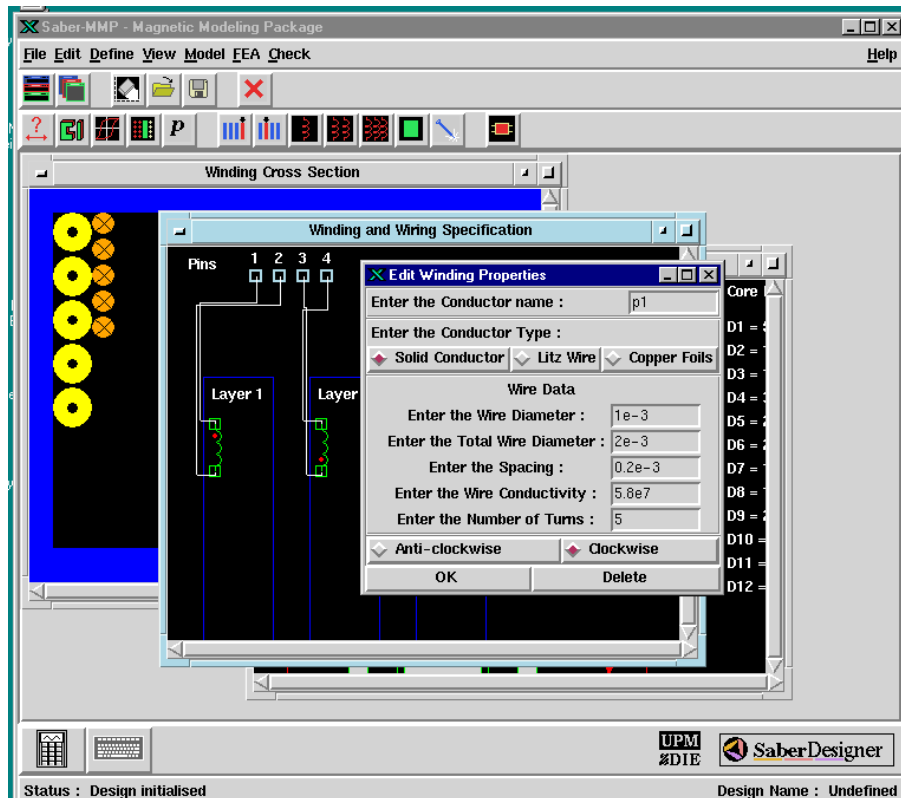 Saber-MMP - Magnetic Modeling Package
File Edit Define View Model FEA Check Help
? P
Winding Cross Section
Winding and Wiring Specification
Pins 1 2 3 4
Layer 1 Layer
Edit Winding Properties
Enter the Conductor name : p1
Enter the Conductor Type :
Solid Conductor Litz Wire Copper Foils
Wire Data
Enter the Wire Diameter : 1e-3
Enter the Total Wire Diameter : 2e-3
Enter the Spacing : 0.2e-3
Enter the Wire Conductivity : 5.8e7
Enter the Number of Turns : 5
Anti-clockwise Clockwise
OK Delete
Core
D1 =
D2 =
D3 =
D4 =
D5 =
D6 =
D7 =
D8 =
D9 =
D10 =
D11 =
D12 =
UPM
%DIE
SaberDesigner
Status : Design initialised
Design Name : Undefined